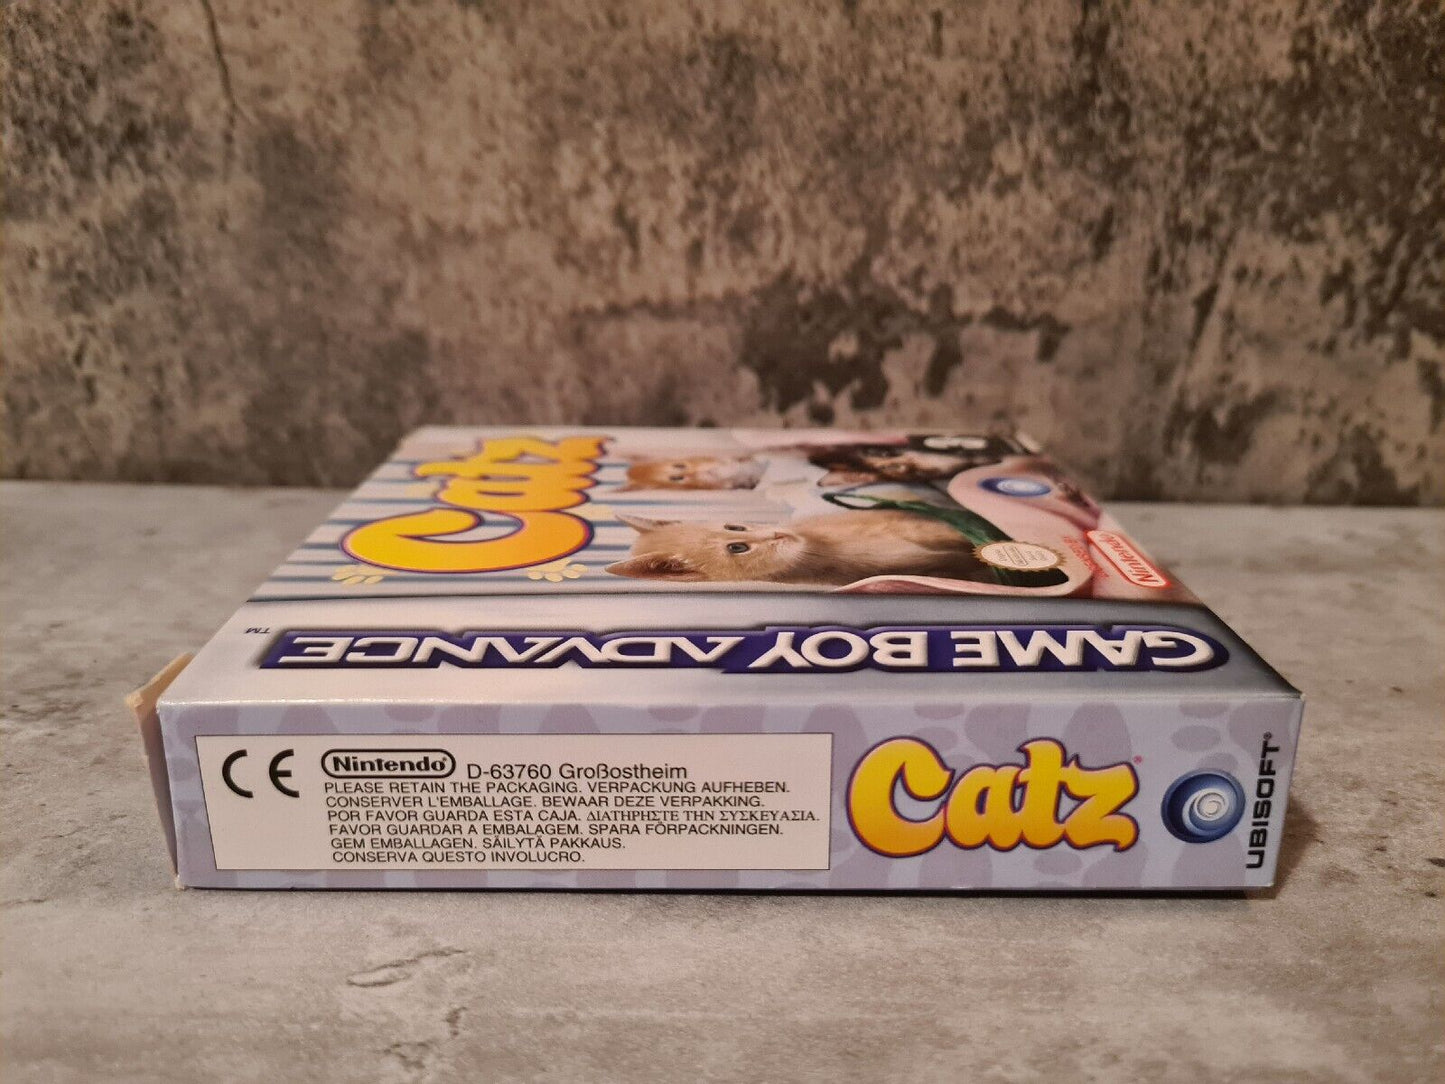 Catz
Nintendo
GAME BOY ADVANCE™
CE
Nintendo® D-63760 Großostheim
PLEASE RETAIN THE PACKAGING. VERPACKUNG AUFHEBEN.
CONSERVER L'EMBALLAGE. BEWAAR DEZE VERPAKKING.
POR FAVOR GUARDA ESTA CAJA. ΔΙΑΤΗΡΗΣΤΕ ΤΗΝ ΣΥΣΚΕΥΑΣΙΑ.
FAVOR GUARDAR A EMBALAGEM. SPARA FÖRPACKNINGEN.
GEM EMBALLAGEN. SÄILYTÄ PAKKAUS.
CONSERVA QUESTO INVOLUCRO.
Catz®
UBISOFT®